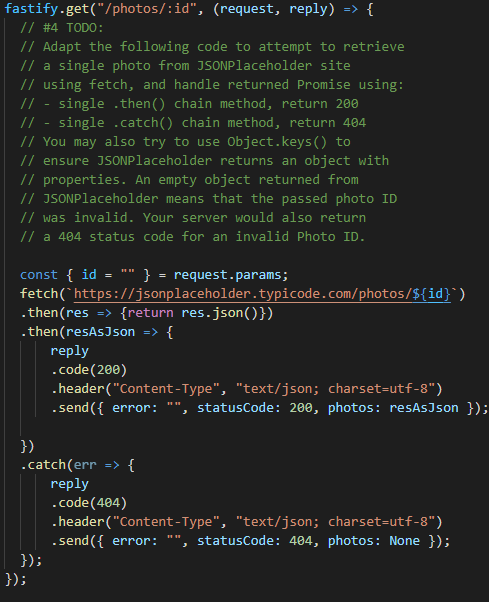 fastify.get("/photos/:id", (request, reply) => {
// #4 TODO:
// Adapt the following code to attempt to retrieve
// a single photo from JSONPlaceholder site
// using fetch, and handle returned Promise using:
// - single .then() chain method, return 200
// - single .catch() chain method, return 404
// You may also try to use Object.keys() to
// ensure JSONPlaceholder returns an object with
// properties. An empty object returned from
// JSONPlaceholder means that the passed photo ID
// was invalid. Your server would also return
// a 404 status code for an invalid Photo ID.
const { id = "" } = request.params;
fetch(`https://jsonplaceholder.typicode.com/photos/${id}`)
.then(res => {return res.json()})
.then(resAsJson => {
reply
.code(200)
.header("Content-Type", "text/json; charset=utf-8")
.send({ error: "", statusCode: 200, photos: resAsJson });
})
.catch(err => {
reply
.code(404)
.header("Content-Type", "text/json; charset=utf-8")
.send({ error: "", statusCode: 404, photos: None });
});
});